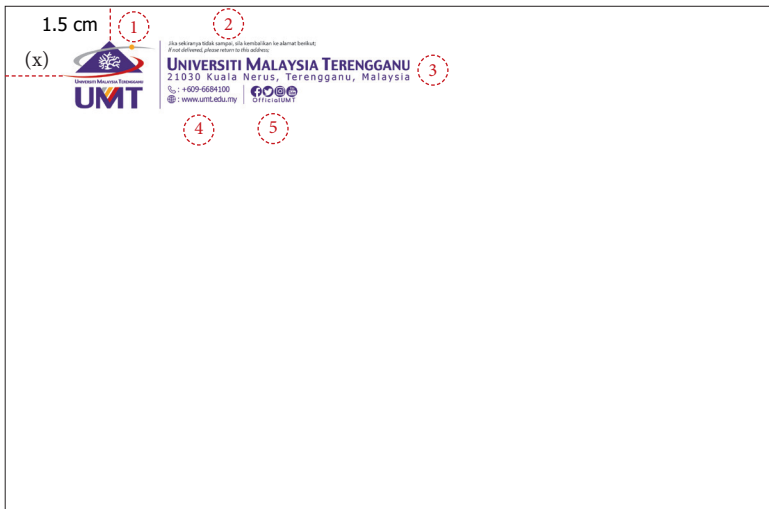 1.5 cm
1
2
Jika sekiranya tidak sampai, sila kembalikan ke alamat berikut;
If not delivered, please return to this address;
(x)
UNIVERSITI MALAYSIA TERENGGANU
3
21030 Kuala Nerus, Terengganu, Malaysia
UNIVERSITI MALAYSIA TERENGGANU
UMT
: +609-6684100
: www.umt.edu.my
OfficialUMT
4
5